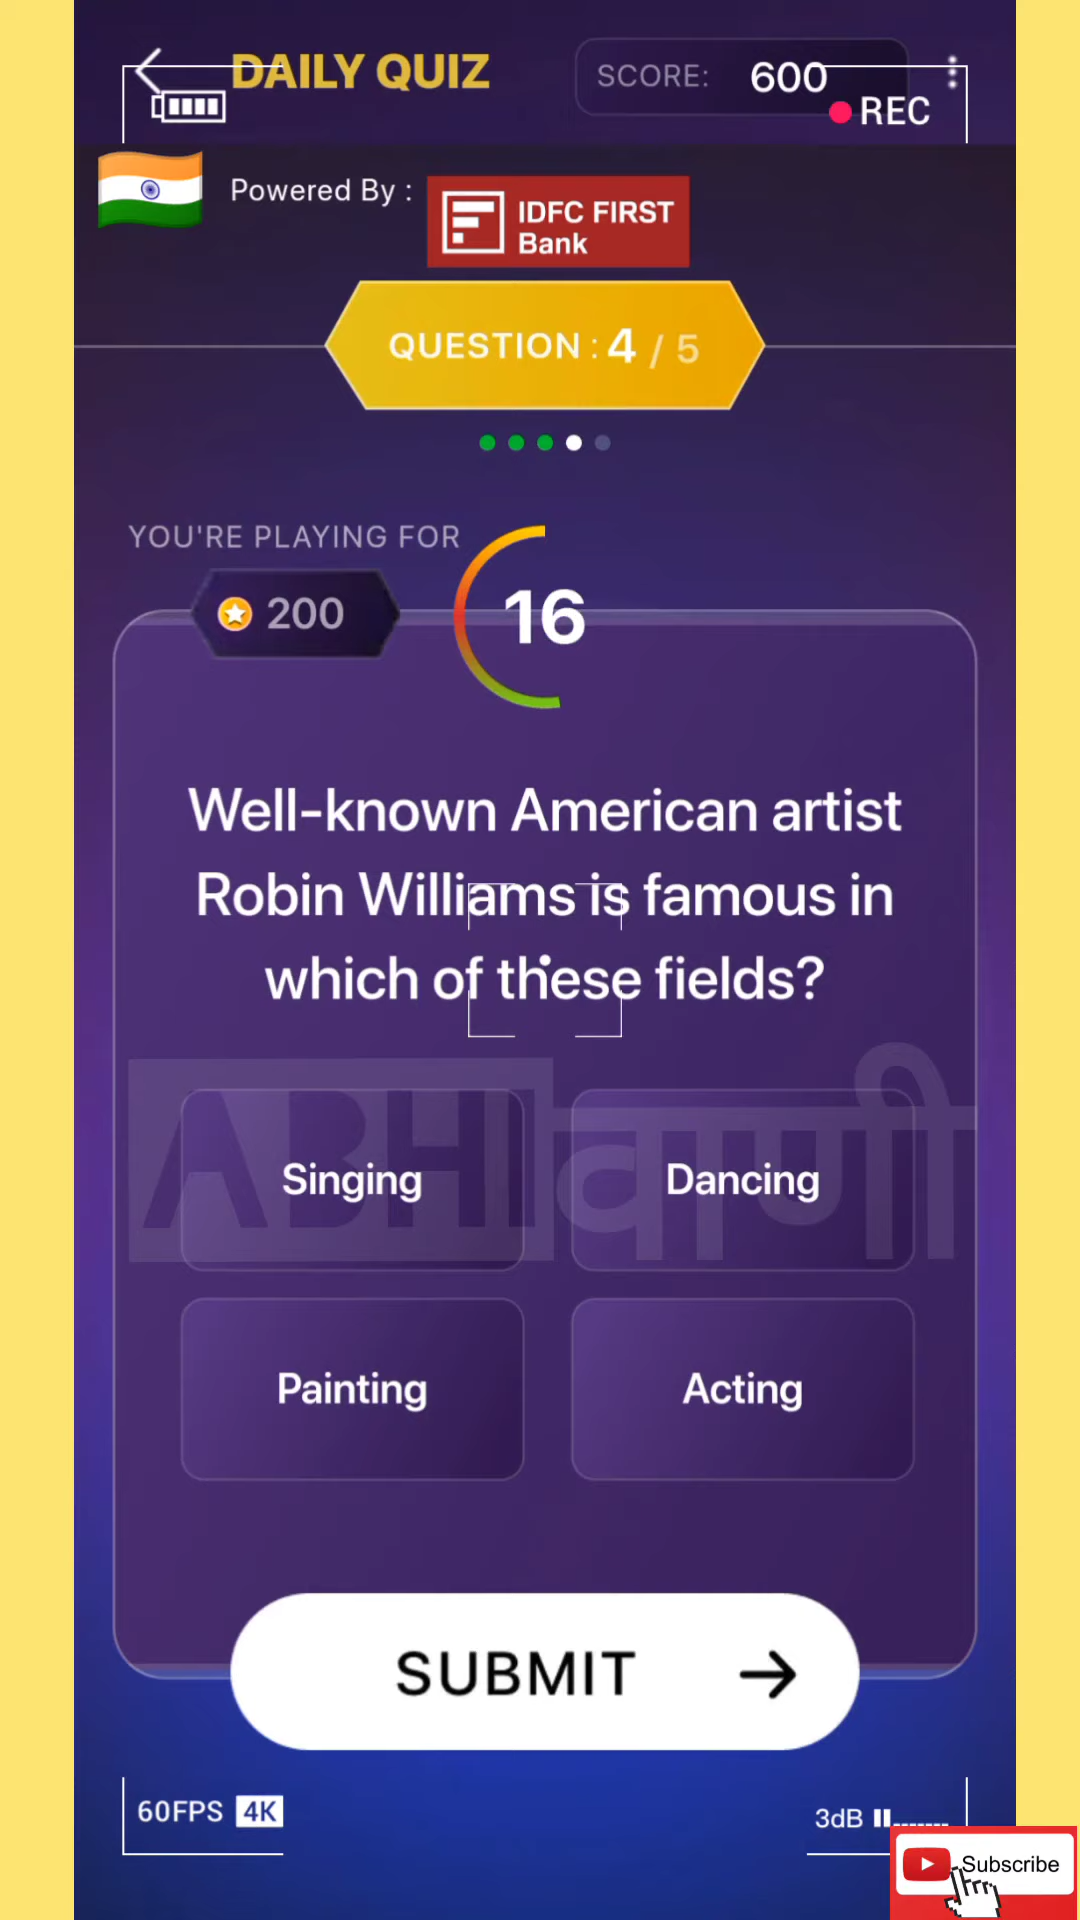 DAILY QUIZ
SCORE: 600
REC
Powered By :
IDFC FIRST
Bank
QUESTION : 4 / 5
YOU'RE PLAYING FOR
200
16
Well-known American artist
Robin Williams is famous in
which of these fields?
ABHIवाणी
Singing
Dancing
Painting
Acting
SUBMIT
60FPS 4K
3dB
Subscribe